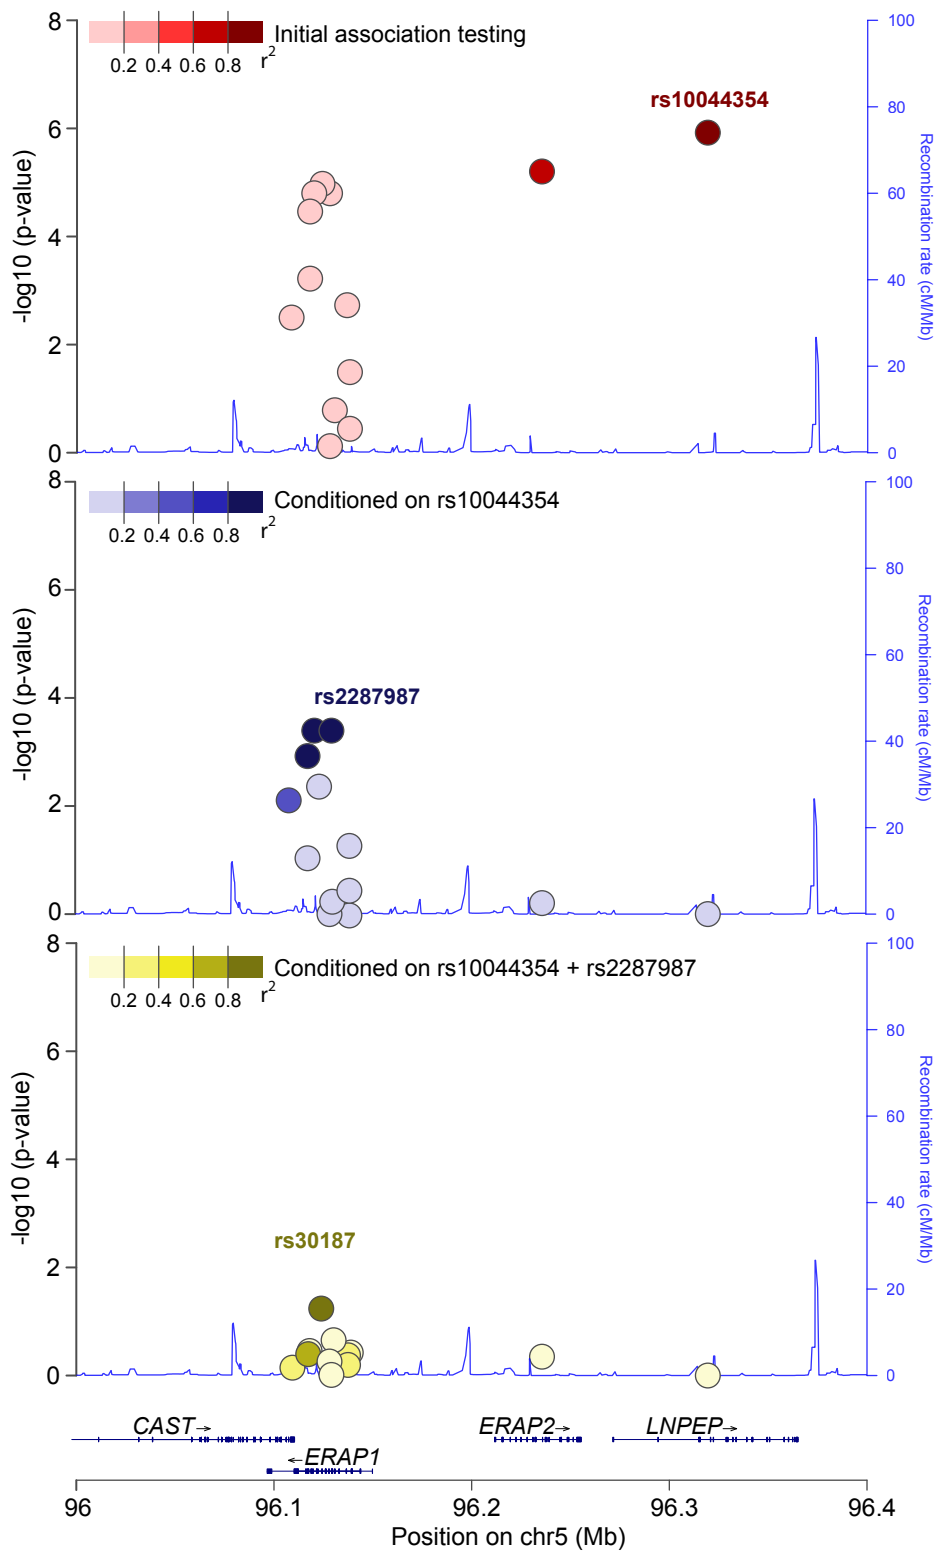 Initial association testing
0.2 0.4 0.6 0.8 r2
rs10044354
8
6
4
2
0
-log10 (p-value)
100
80
60
40
20
0
Recombination rate (cM/Mb)
Conditioned on rs10044354
0.2 0.4 0.6 0.8 r2
rs2287987
8
6
4
2
0
-log10 (p-value)
100
80
60
40
20
0
Recombination rate (cM/Mb)
Conditioned on rs10044354 + rs2287987
0.2 0.4 0.6 0.8 r2
rs30187
8
6
4
2
0
-log10 (p-value)
100
80
60
40
20
0
Recombination rate (cM/Mb)
CAST→ ERAP2→ LNPEP→
←ERAP1
96 96.1 96.2 96.3 96.4
Position on chr5 (Mb)